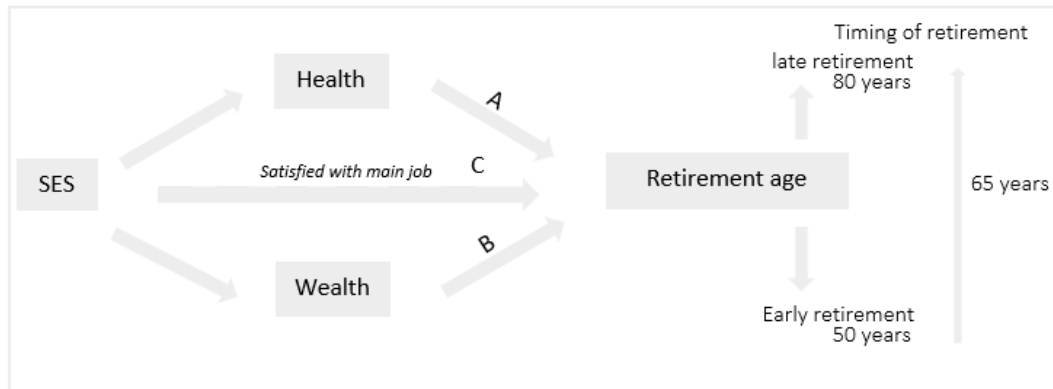 Timing of retirement
late retirement
80 years
Health
A
Satisfied with main job
C
SES
Retirement age
65 years
B
Wealth
Early retirement
50 years